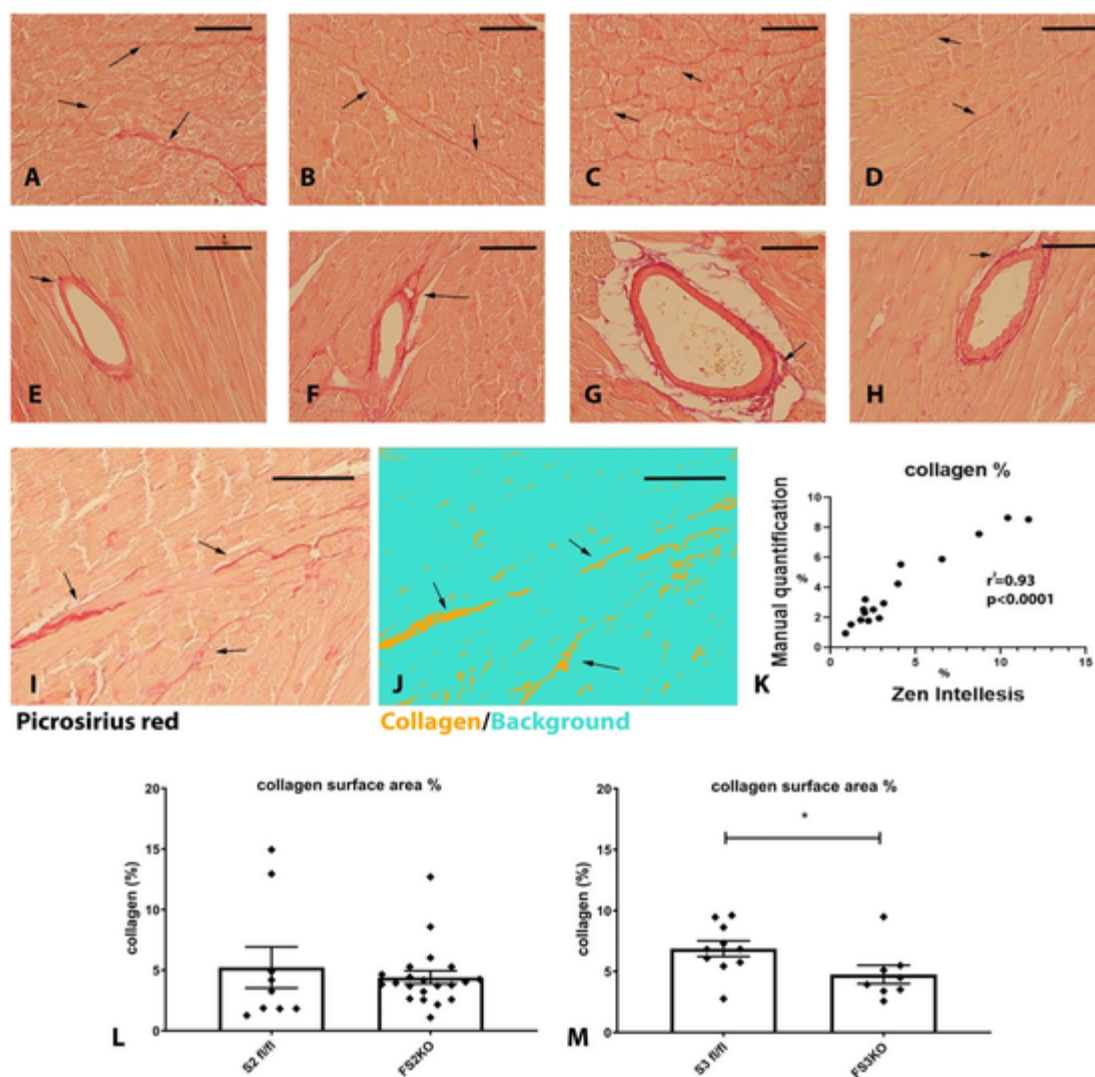 A
B
C
D
E
F
G
H
I
Picrosirius red
J
Collagen/Background
collagen %
Manual quantification
%
10
8
6
4
2
0
r²=0.93
p<0.0001
0
5
10
15
%
Zen Intellesis
K
collagen surface area %
collagen (%)
20
15
10
5
0
S2 fl/fl
FS2KO
L
collagen surface area %
*
collagen (%)
20
15
10
5
0
S3 fl/fl
FS3KO
M